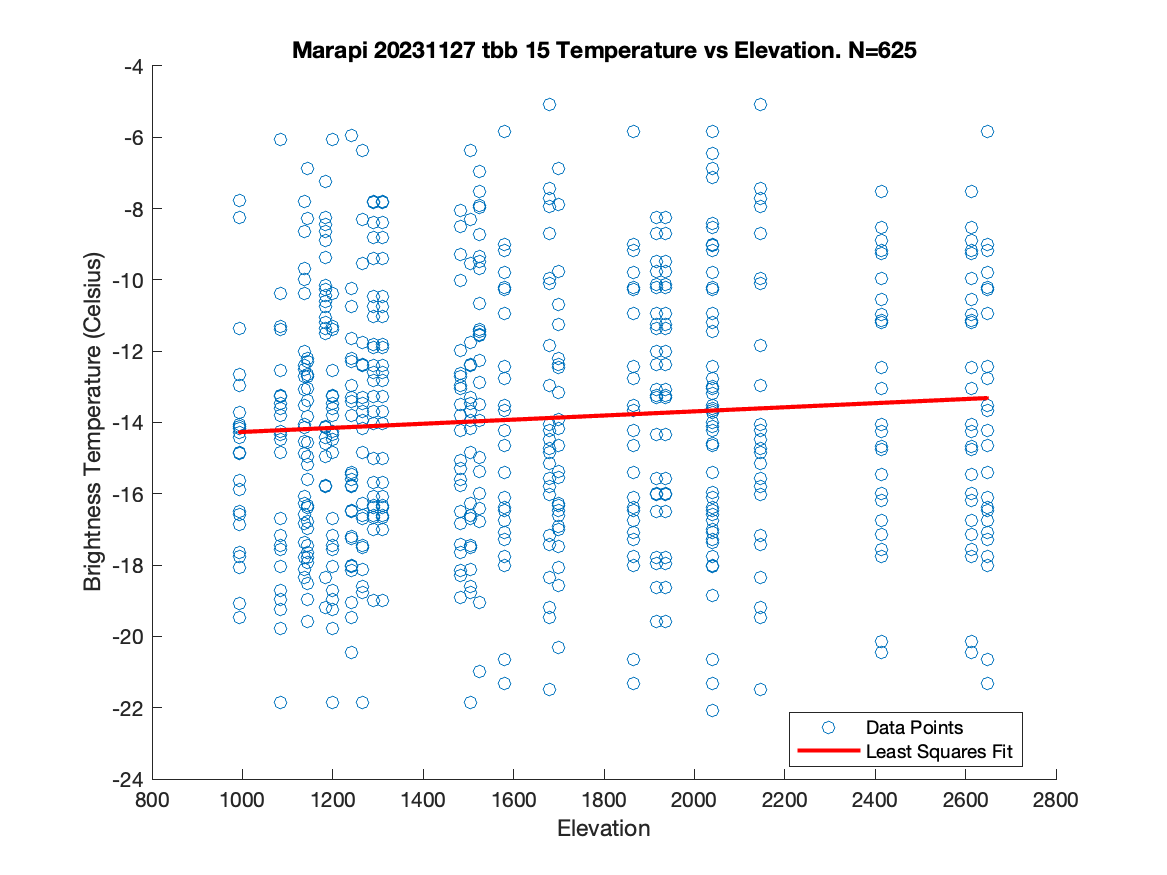 Marapi 20231127 tbb 15 Temperature vs Elevation. N=625
-4
-6
-8
-10
-12
-14
-16
-18
-20
-22
-24
Brightness Temperature (Celsius)
Data Points
Least Squares Fit
800 1000 1200 1400 1600 1800 2000 2200 2400 2600 2800
Elevation